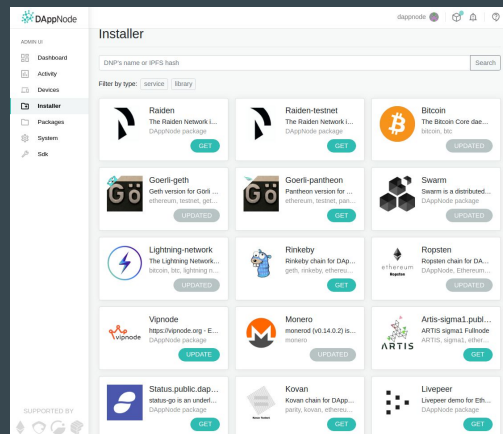 DAppNode
dappnode
ADMIN UI
Dashboard
Activity
Devices
Installer
Packages
System
Sdk
SUPPORTED BY
Installer
DNP's name or IPFS hash
Search
Filter by type: service library
Raiden
The Raiden Network i...
DAppNode package
GET
Raiden-testnet
The Raiden Network i...
DAppNode package
GET
Bitcoin
The Bitcoin Core dae...
bitcoin, btc
UPDATED
Gö
Goerli-geth
Geth version for Görli ...
ethereum, testnet, get...
UPDATED
Gö
Goerli-pantheon
Pantheon version for ...
ethereum, testnet, pan...
GET
Swarm
Swarm is a distributed...
DAppNode package
UPDATED
Lightning-network
The Lightning Network...
bitcoin, btc, lightning n...
UPDATED
Rinkeby
Rinkeby chain for DAp...
geth, rinkeby, ethereu...
GET
ethereum
Ropsten
Ropsten
Ropsten chain for DA...
DAppNode, Ethereum...
UPDATED
Vipnode
Vipnode
https://vipnode.org - E...
DAppNode package
UPDATE
Monero
monerod (v0.14.0.2) is...
monero
UPDATED
ARTIS
Artis-sigma1.publ...
ARTIS sigma1 Fullnode
ARTIS, sigma1, ether...
GET
Status.public.dap...
status-go is an underl...
DAppNode package
GET
Kovan
Kovan chain for DApp...
parity, kovan, ethereu...
GET
Livepeer
Livepeer demo for Eth...
DAppNode package
GET